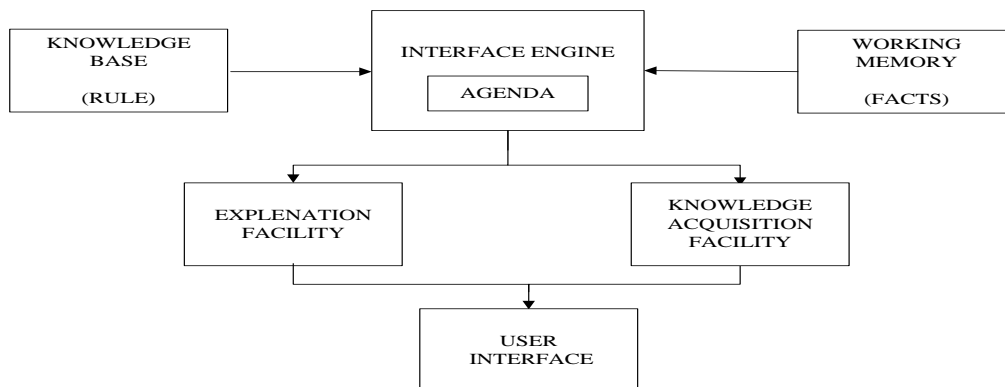 KNOWLEDGE
BASE
(RULE)
INTERFACE ENGINE
AGENDA
WORKING
MEMORY
(FACTS)
EXPLENATION
FACILITY
KNOWLEDGE
ACQUISITION
FACILITY
USER
INTERFACE